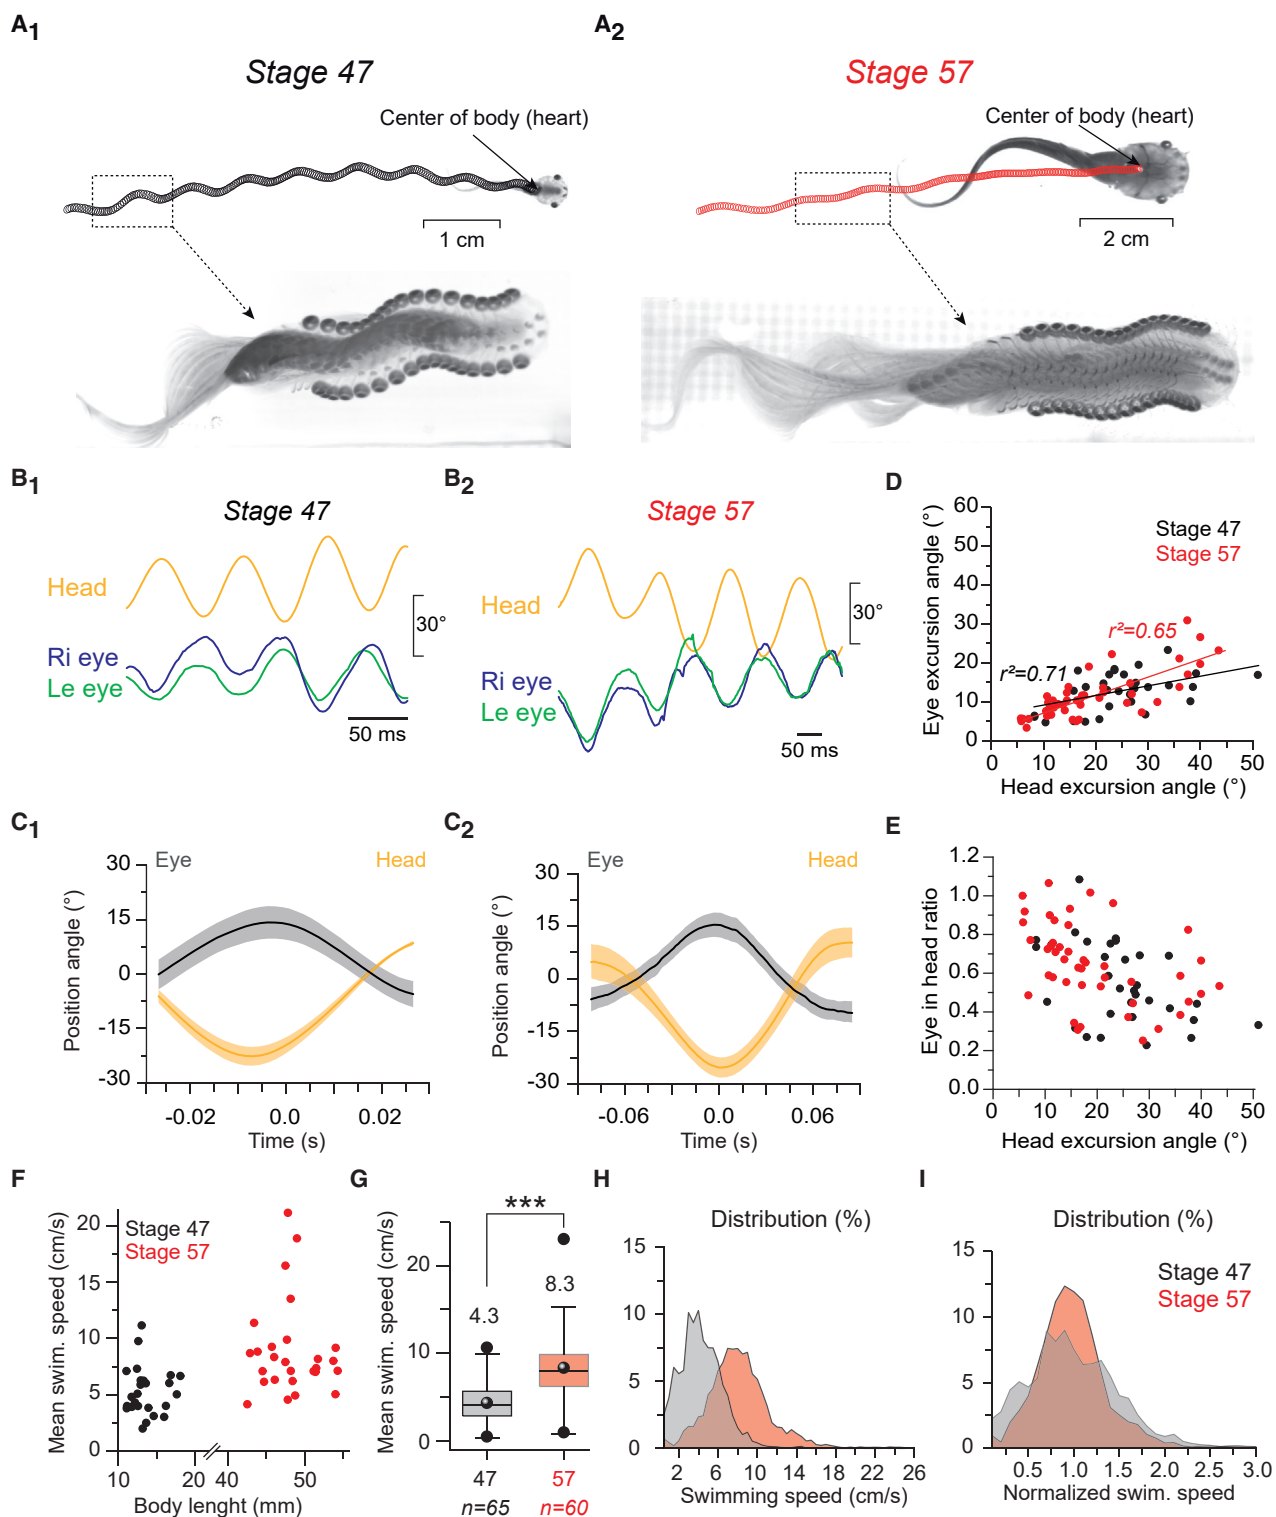 A1
Stage 47
Center of body (heart)
1 cm
A2
Stage 57
Center of body (heart)
2 cm
B1
Stage 47
Head
30°
Ri eye
Le eye
50 ms
B2
Stage 57
Head
30°
Ri eye
Le eye
50 ms
D
Eye excursion angle (°)
60
50
40
30
20
10
0
Stage 47
Stage 57
r²=0.65
r²=0.71
0 10 20 30 40 50
Head excursion angle (°)
C1
Position angle (°)
30
15
0
-15
-30
Eye
Head
-0.02 0.0 0.02
Time (s)
C2
Position angle (°)
30
15
0
-15
-30
Eye
Head
-0.06 0.0 0.06
Time (s)
E
Eye in head ratio
1.2
1.0
0.8
0.6
0.4
0.2
0.0
0 10 20 30 40 50
Head excursion angle (°)
F
Mean swim. speed (cm/s)
20
15
10
5
0
Stage 47
Stage 57
10 20 40 50
Body lenght (mm)
G
Mean swim. speed (cm/s)
20
10
0
***
4.3
8.3
47 57
n=65 n=60
H
Distribution (%)
15
10
5
0
2 6 10 14 18 22 26
Swimming speed (cm/s)
I
Distribution (%)
15
10
5
0
Stage 47
Stage 57
0.5 1.0 1.5 2.0 2.5 3.0
Normalized swim. speed